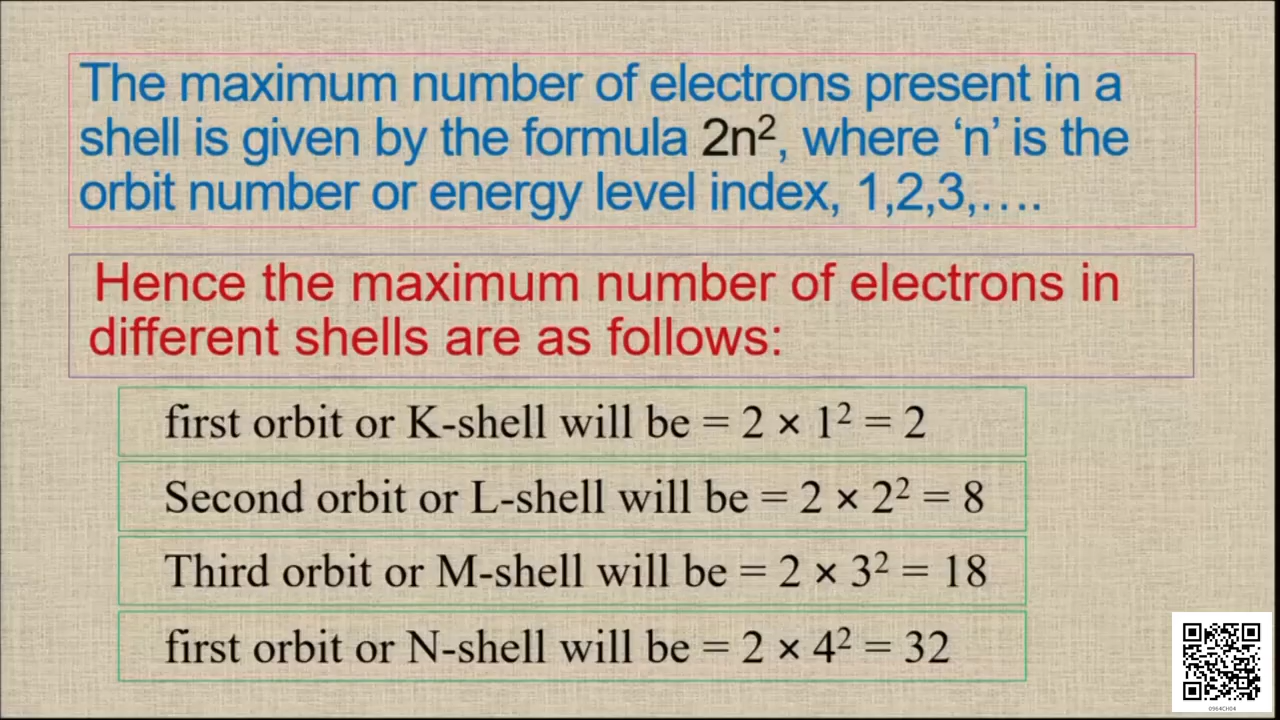 The maximum number of electrons present in a
shell is given by the formula 2n², where ‘n’ is the
orbit number or energy level index, 1,2,3,….
Hence the maximum number of electrons in
different shells are as follows:
first orbit or K-shell will be = 2 × 1² = 2
Second orbit or L-shell will be = 2 × 2² = 8
Third orbit or M-shell will be = 2 × 3² = 18
first orbit or N-shell will be = 2 × 4² = 32
0964CH04